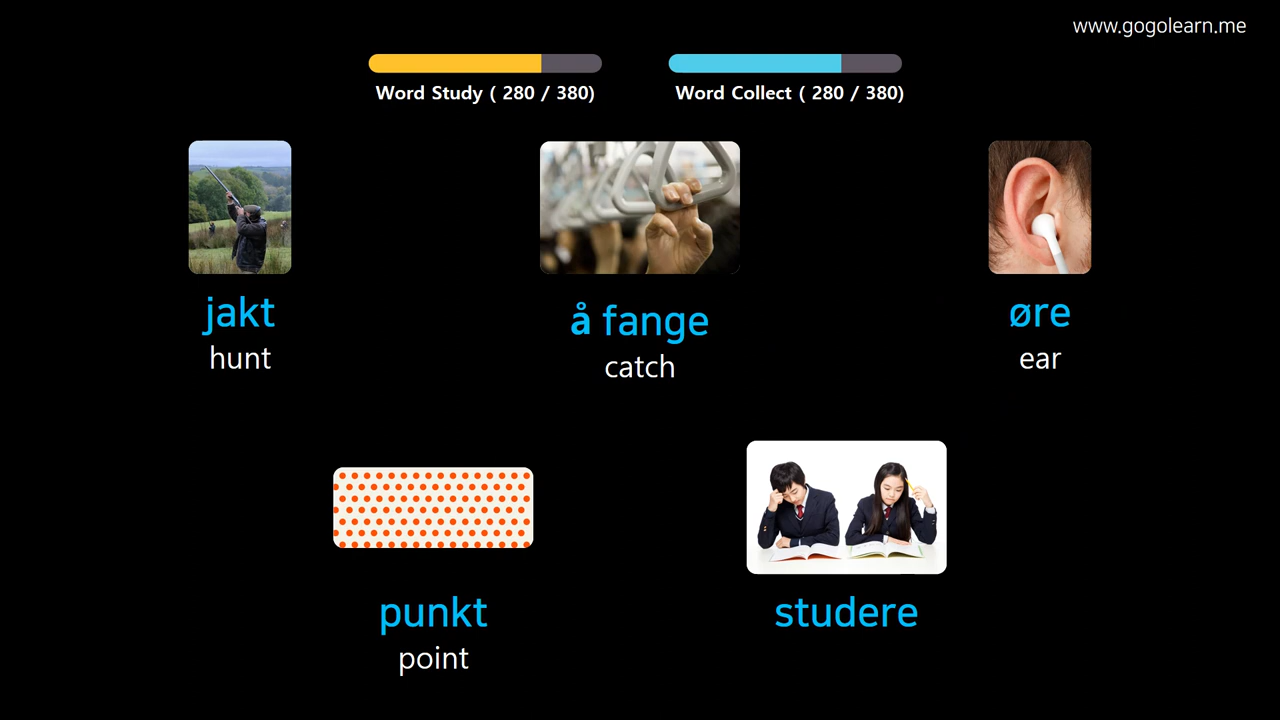 www.gogolearn.me
Word Study ( 280 / 380)
Word Collect ( 280 / 380)
jakt
hunt
å fange
catch
øre
ear
punkt
point
studere